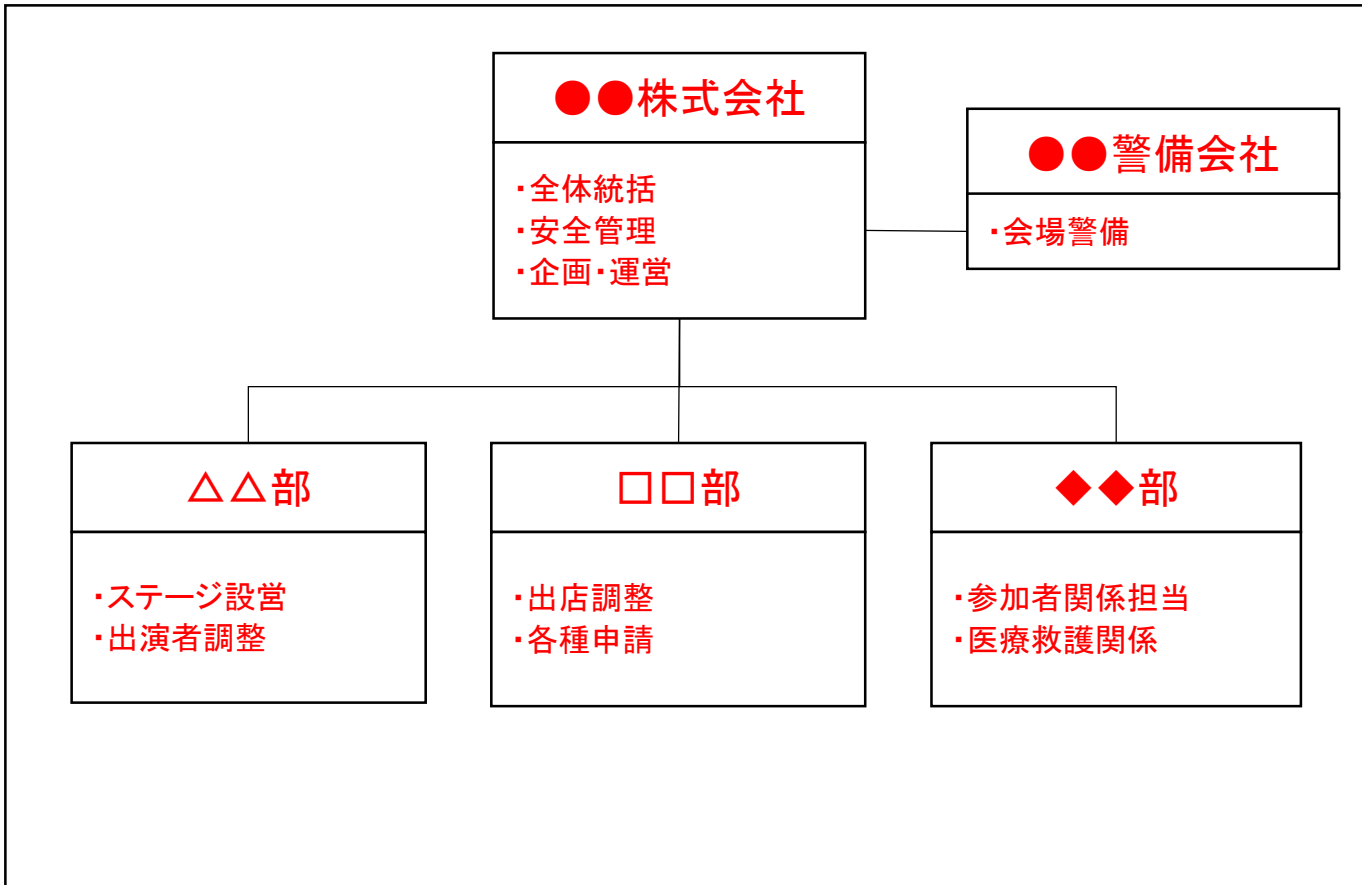 ●●株式会社
・全体統括
・安全管理
・企画・運営
●●警備会社
・会場警備
△△部
・ステージ設営
・出演者調整
□□部
・出店調整
・各種申請
◆◆部
・参加者関係担当
・医療救護関係